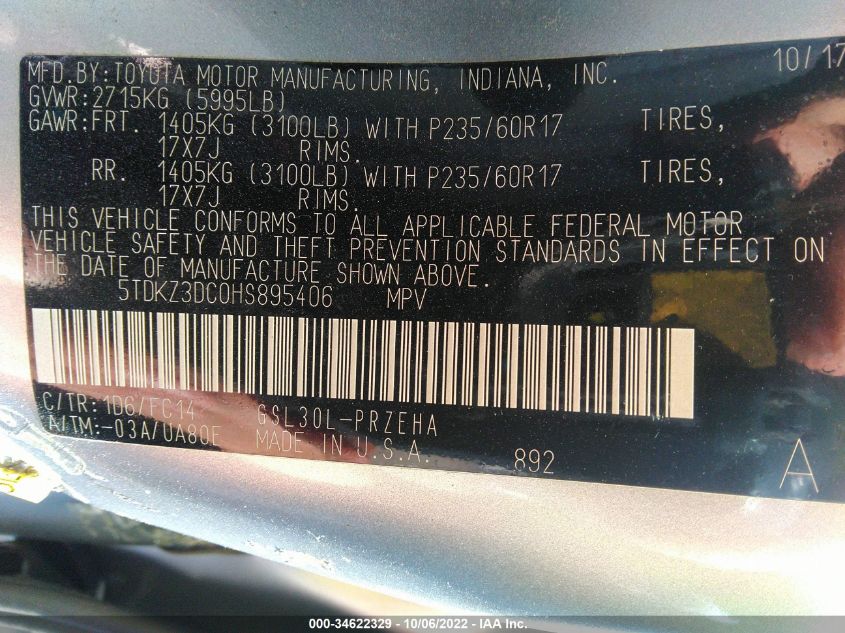 MFD.BY:TOYOTA MOTOR MANUFACTURING, INDIANA, INC. 10/17
GVWR:2715KG (5995LB)
GAWR:FRT. 1405KG (3100LB) WITH P235/60R17 TIRES,
17X7J RIMS.
RR. 1405KG (3100LB) WITH P235/60R17 TIRES,
17X7J RIMS.
THIS VEHICLE CONFORMS TO ALL APPLICABLE FEDERAL MOTOR
VEHICLE SAFETY AND THEFT PREVENTION STANDARDS IN EFFECT ON
THE DATE OF MANUFACTURE SHOWN ABOVE.
5TDKZ3DC0HS895406 MPV
C/TR:1D6/FC14 GSL30L-PRZEHA
A/TM:-03A/UA80E MADE IN U.S.A. 892 A
000-34622329 - 10/06/2022 - IAA Inc.